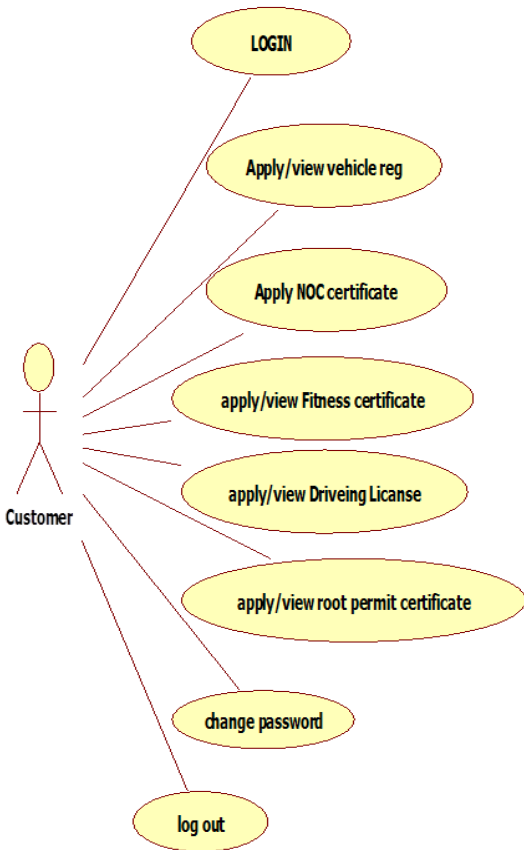 LOGIN
Apply/view vehicle reg
Apply NOC certificate
apply/view Fitness certificate
apply/view Driveing Licanse
Customer
apply/view root permit certificate
change password
log out